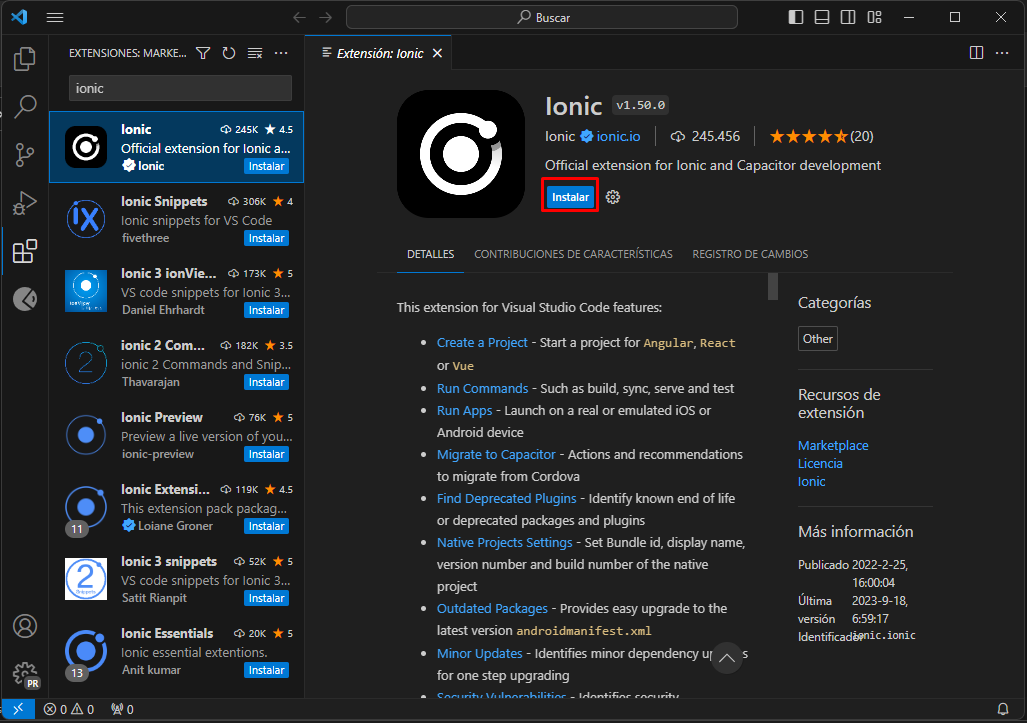 Buscar
EXTENSIONES: MARKE...
ionic
Ionic 245K 4.5
Official extension for Ionic a...
Ionic Instalar
Ionic Snippets 306K 4
Ionic snippets for VS Code
fivethree Instalar
Ionic 3 ionVie... 173K 5
VS code snippets for Ionic 3...
Daniel Ehrhardt Instalar
ionic 2 Com... 182K 3.5
ionic 2 Commands and Snip...
Thavarajan Instalar
Ionic Preview 76K 5
Preview a live version of you...
ionic-preview Instalar
Ionic Extensi... 119K 4.5
This extension pack packag...
11 Loiane Groner Instalar
Ionic 3 snippets 52K 5
VS code snippets for Ionic 3...
Satit Rianpit Instalar
Ionic Essentials 20K 5
Ionic essential extentions.
13 Anit kumar Instalar
PR
Extensión: Ionic
Ionic v1.50.0
Ionic ionic.io 245.456 (20)
Official extension for Ionic and Capacitor development
Instalar
DETALLES CONTRIBUCIONES DE CARACTERÍSTICAS REGISTRO DE CAMBIOS
This extension for Visual Studio Code features:
• Create a Project - Start a project for Angular, React
or Vue
• Run Commands - Such as build, sync, serve and test
• Run Apps - Launch on a real or emulated iOS or
Android device
• Migrate to Capacitor - Actions and recommendations
to migrate from Cordova
• Find Deprecated Plugins - Identify known end of life
or deprecated packages and plugins
• Native Projects Settings - Set Bundle id, display name,
version number and build number of the native
project
• Outdated Packages - Provides easy upgrade to the
latest version androidmanifest.xml
• Minor Updates - Identifies minor dependency
for one step upgrading
• Security Vulnerabilities - Identifies security
Categorías
Other
Recursos de
extensión
Marketplace
Licencia
Ionic
Más información
Publicado 2022-2-25,
16:00:04
Última 2023-9-18,
versión 6:59:17
Identificador ionic.ionic
0 0 0